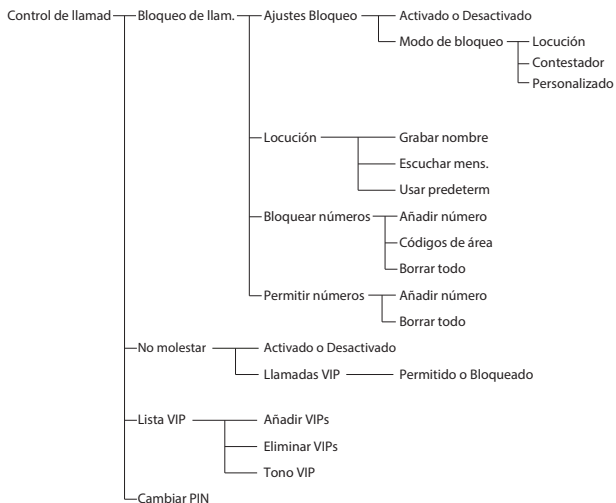 Control de llamad Bloqueo de llam. Ajustes Bloqueo Activado o Desactivado
Modo de bloqueo Locución
Contestador
Personalizado
Locución Grabar nombre
Escuchar mens.
Usar predeterm
Bloquear números Añadir número
Códigos de área
Borrar todo
Permitir números Añadir número
Borrar todo
No molestar Activado o Desactivado
Llamadas VIP Permitido o Bloqueado
Lista VIP Añadir VIPs
Eliminar VIPs
Tono VIP
Cambiar PIN